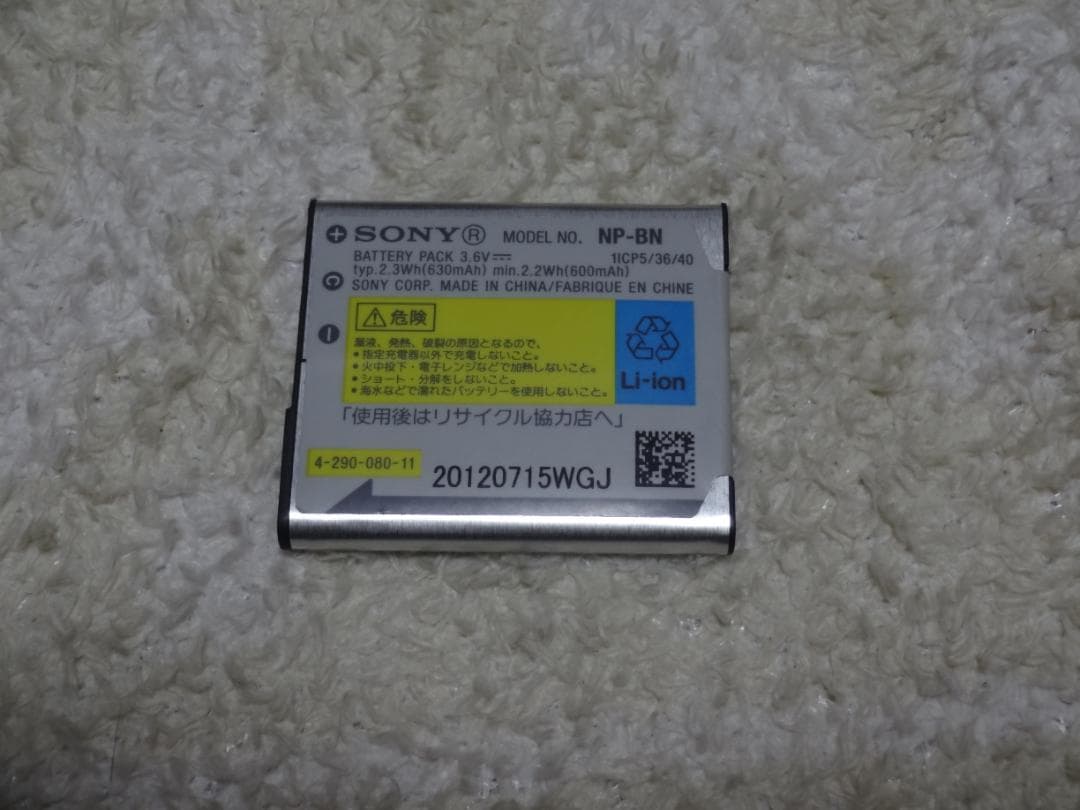 SONY® MODEL NO. NP-BN
BATTERY PACK 3.6V⎓ 1ICP5/36/40
typ.2.3Wh(630mAh) min.2.2Wh(600mAh)
SONY CORP. MADE IN CHINA/FABRIQUE EN CHINE
危険
漏液、発熱、破裂の原因となるので、
•指定充電器以外で充電しないこと。
•火中投下・電子レンジなどで加熱しないこと。
•ショート・分解をしないこと。
•海水などで濡れたバッテリーを使用しないこと。
Li-ion
「使用後はリサイクル協力店へ」
4-290-080-11
20120715WGJ